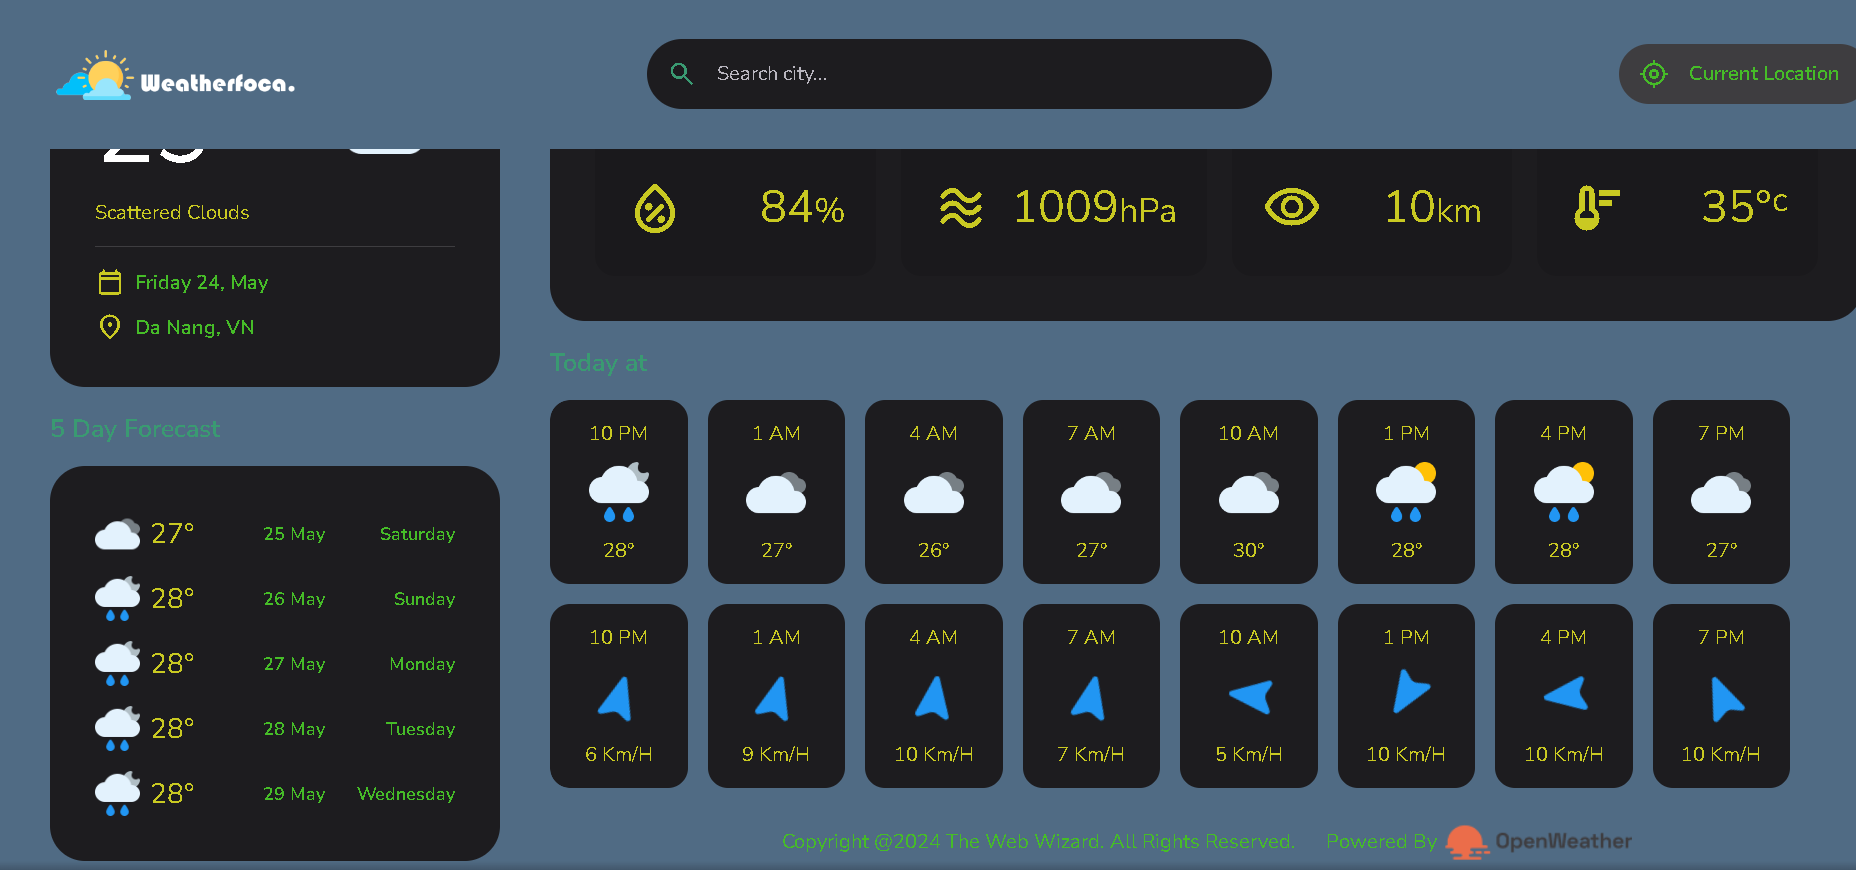 Weatherfoca.
Search city...
Current Location
Scattered Clouds
Friday 24, May
Da Nang, VN
84%
1009hPa
10km
35°c
5 Day Forecast
27° 25 May Saturday
28° 26 May Sunday
28° 27 May Monday
28° 28 May Tuesday
28° 29 May Wednesday
Today at
10 PM 1 AM 4 AM 7 AM 10 AM 1 PM 4 PM 7 PM
28° 27° 26° 27° 30° 28° 28° 27°
10 PM 1 AM 4 AM 7 AM 10 AM 1 PM 4 PM 7 PM
6 Km/H 9 Km/H 10 Km/H 7 Km/H 5 Km/H 10 Km/H 10 Km/H 10 Km/H
Copyright @2024 The Web Wizard. All Rights Reserved. Powered By OpenWeather